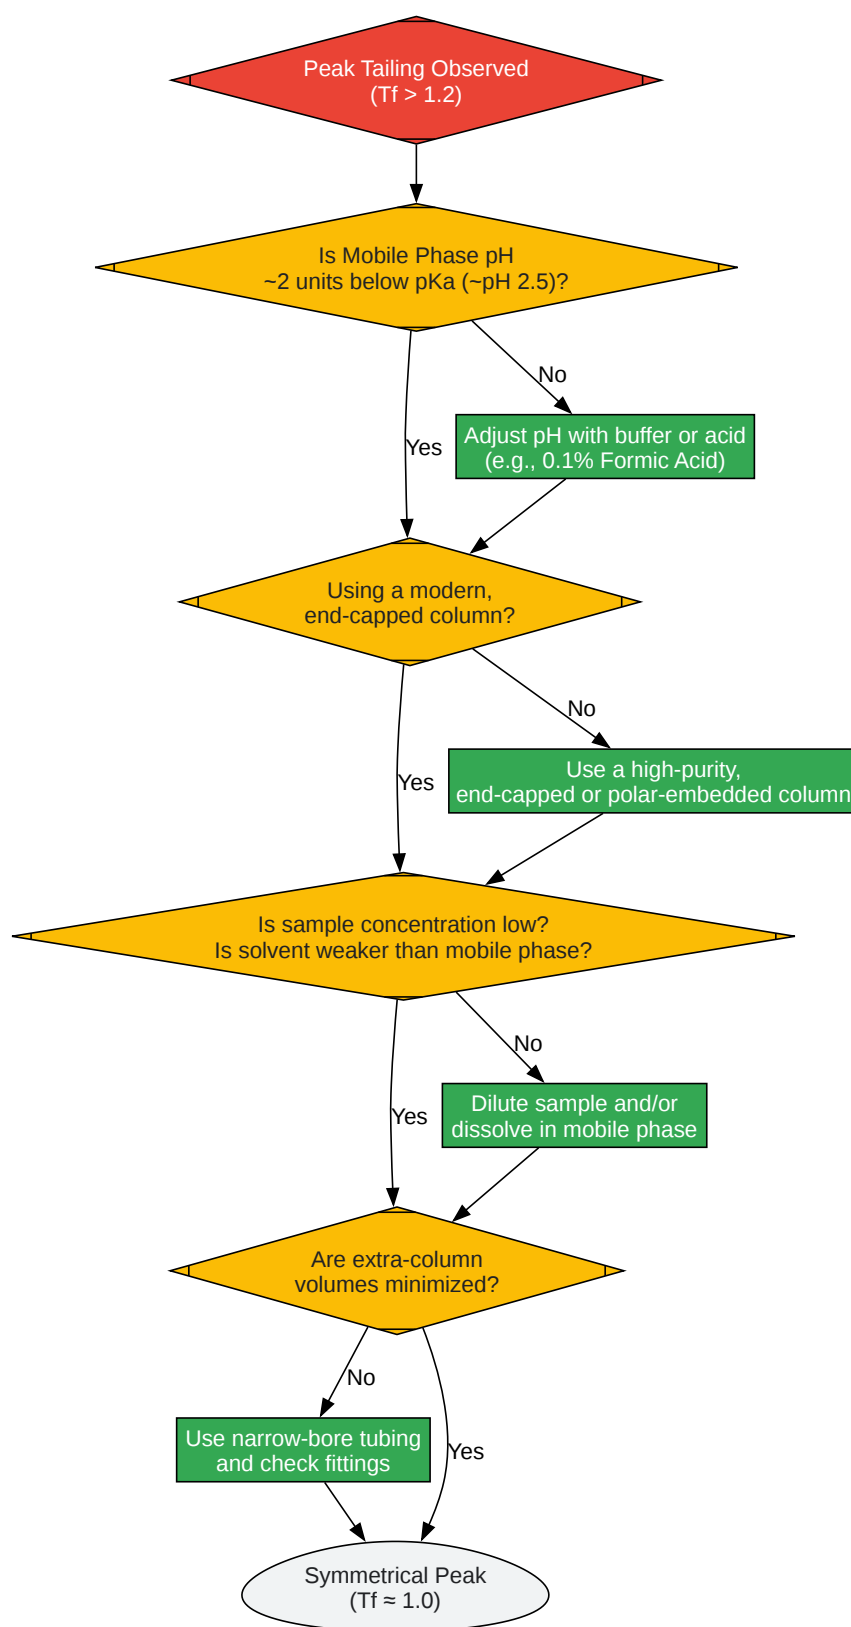 Peak Tailing Observed
(Tf > 1.2)
Is Mobile Phase pH
~2 units below pKa (~pH 2.5)?
No
Adjust pH with buffer or acid
(e.g., 0.1% Formic Acid)
Yes
Using a modern,
end-capped column?
No
Use a high-purity,
end-capped or polar-embedded column
Yes
Is sample concentration low?
Is solvent weaker than mobile phase?
No
Dilute sample and/or
dissolve in mobile phase
Yes
Are extra-column
volumes minimized?
No
Use narrow-bore tubing
and check fittings
Yes
Symmetrical Peak
(Tf ≈ 1.0)